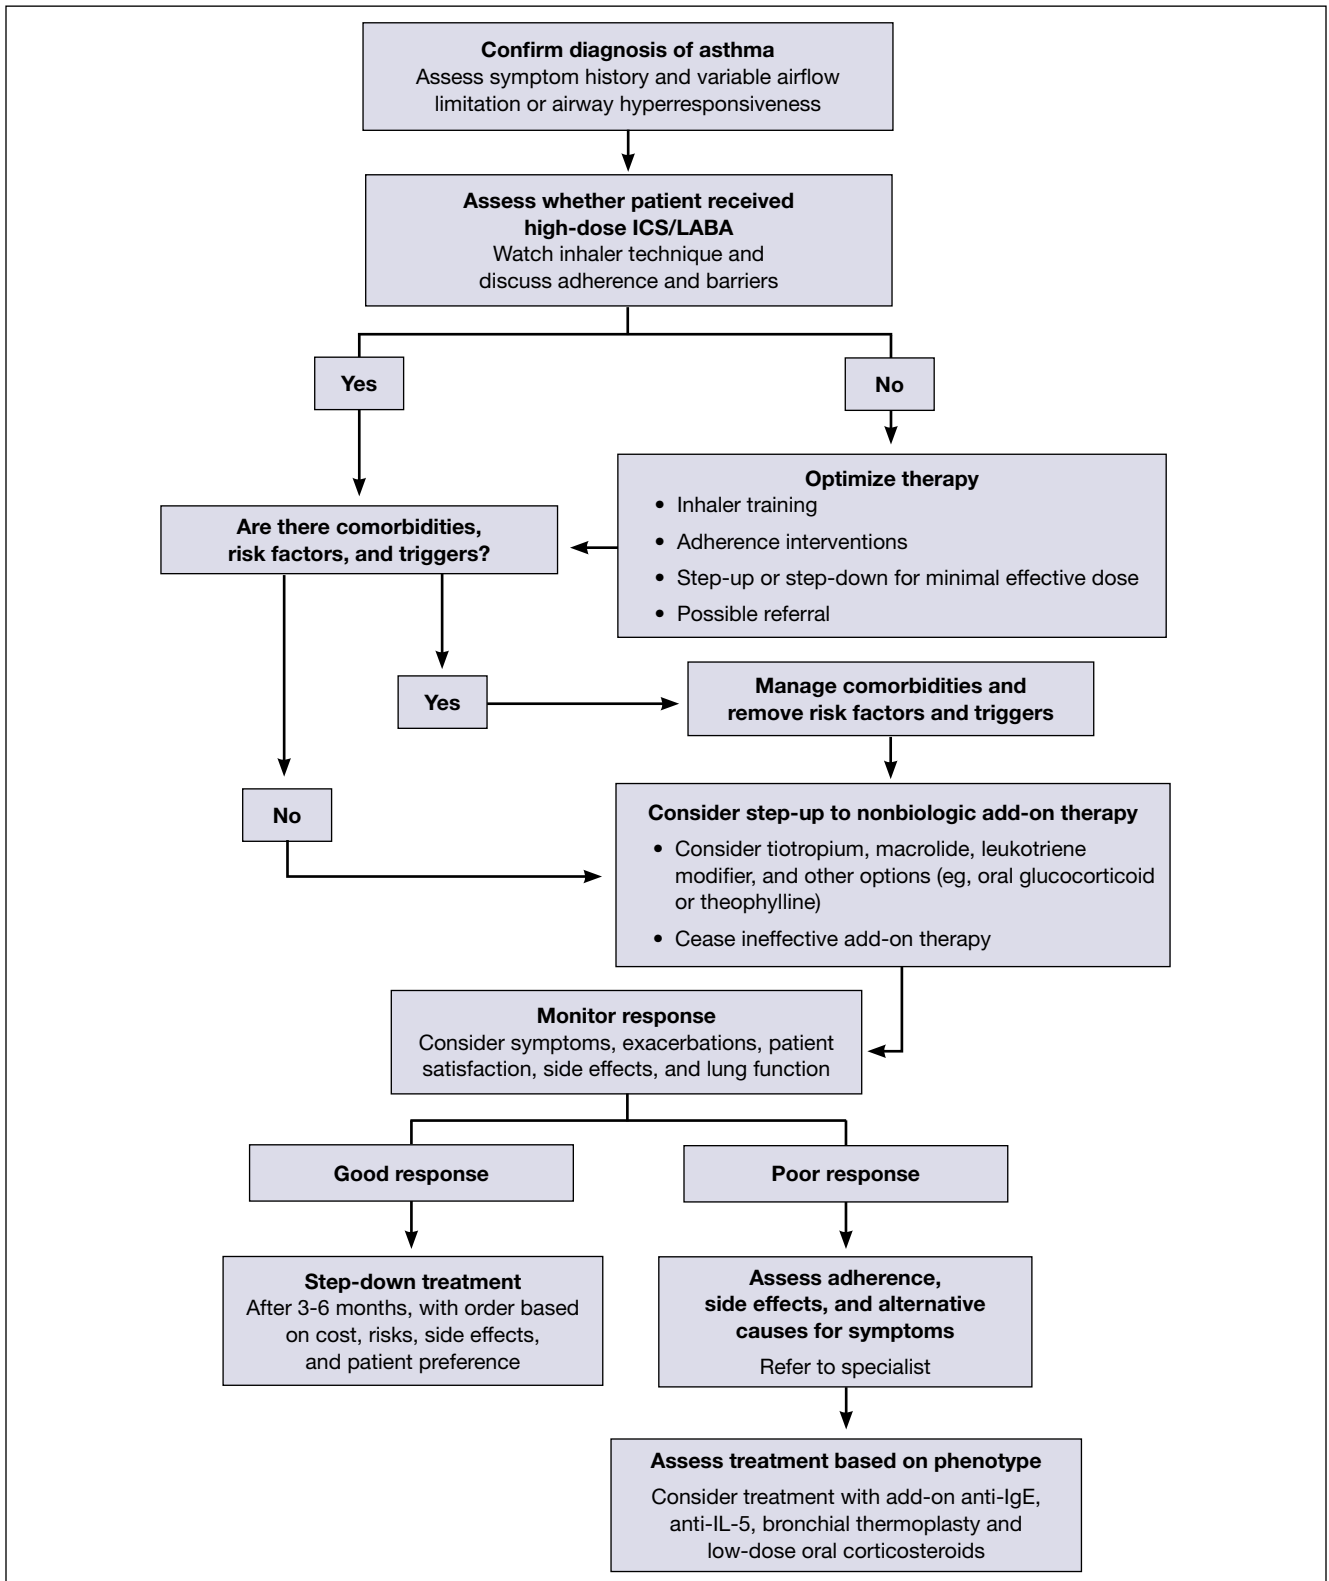 Confirm diagnosis of asthma
Assess symptom history and variable airflow
limitation or airway hyperresponsiveness
Assess whether patient received
high-dose ICS/LABA
Watch inhaler technique and
discuss adherence and barriers
Yes
No
Optimize therapy
• Inhaler training
• Adherence interventions
• Step-up or step-down for minimal effective dose
• Possible referral
Are there comorbidities,
risk factors, and triggers?
Yes
Manage comorbidities and
remove risk factors and triggers
No
Consider step-up to nonbiologic add-on therapy
• Consider tiotropium, macrolide, leukotriene
modifier, and other options (eg, oral glucocorticoid
or theophylline)
• Cease ineffective add-on therapy
Monitor response
Consider symptoms, exacerbations, patient
satisfaction, side effects, and lung function
Good response
Poor response
Step-down treatment
After 3-6 months, with order based
on cost, risks, side effects,
and patient preference
Assess adherence,
side effects, and alternative
causes for symptoms
Refer to specialist
Assess treatment based on phenotype
Consider treatment with add-on anti-IgE,
anti-IL-5, bronchial thermoplasty and
low-dose oral corticosteroids